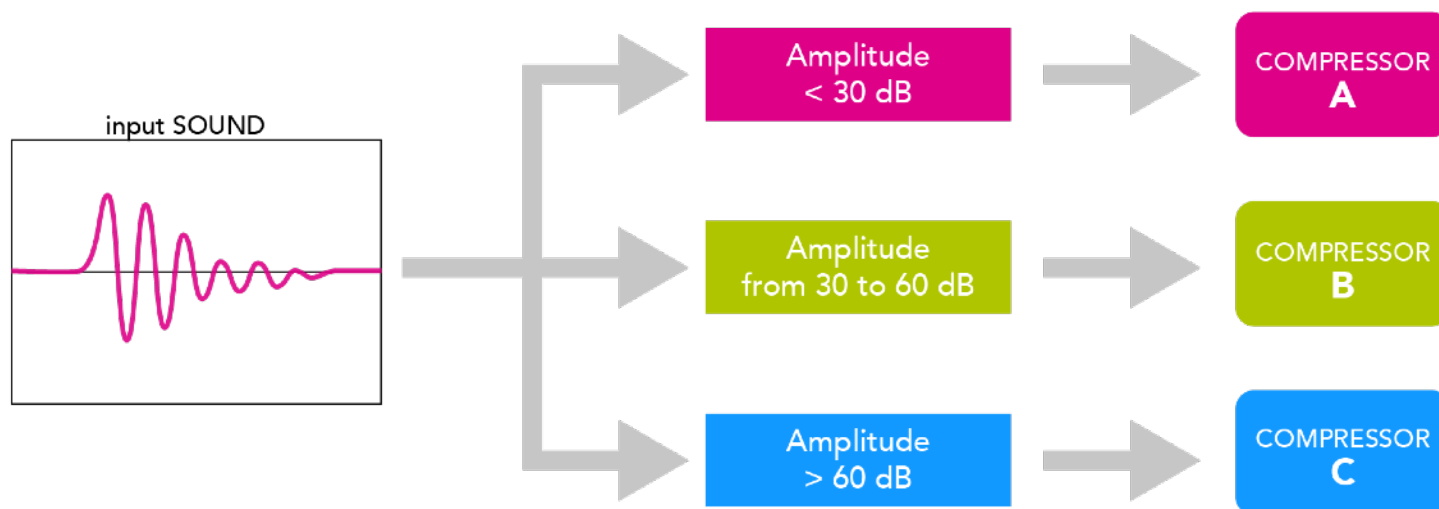 input SOUND
Amplitude
< 30 dB
COMPRESSOR
A
Amplitude
from 30 to 60 dB
COMPRESSOR
B
Amplitude
> 60 dB
COMPRESSOR
C